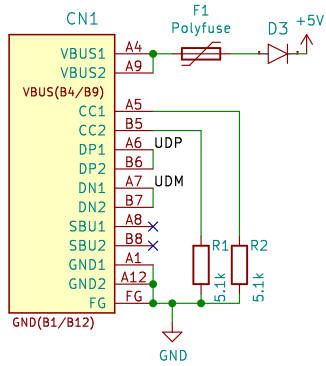 CN1
F1
Polyfuse
D3
+5V
VBUS1 A4
VBUS2 A9
VBUS(B4/B9)
CC1 A5
CC2 B5
DP1 A6 UDP
DP2 B6
DN1 A7 UDM
DN2 B7
SBU1 A8
SBU2 B8
GND1 A1
GND2 A12
FG FG
GND(B1/B12)
R1
5.1k
R2
5.1k
GND